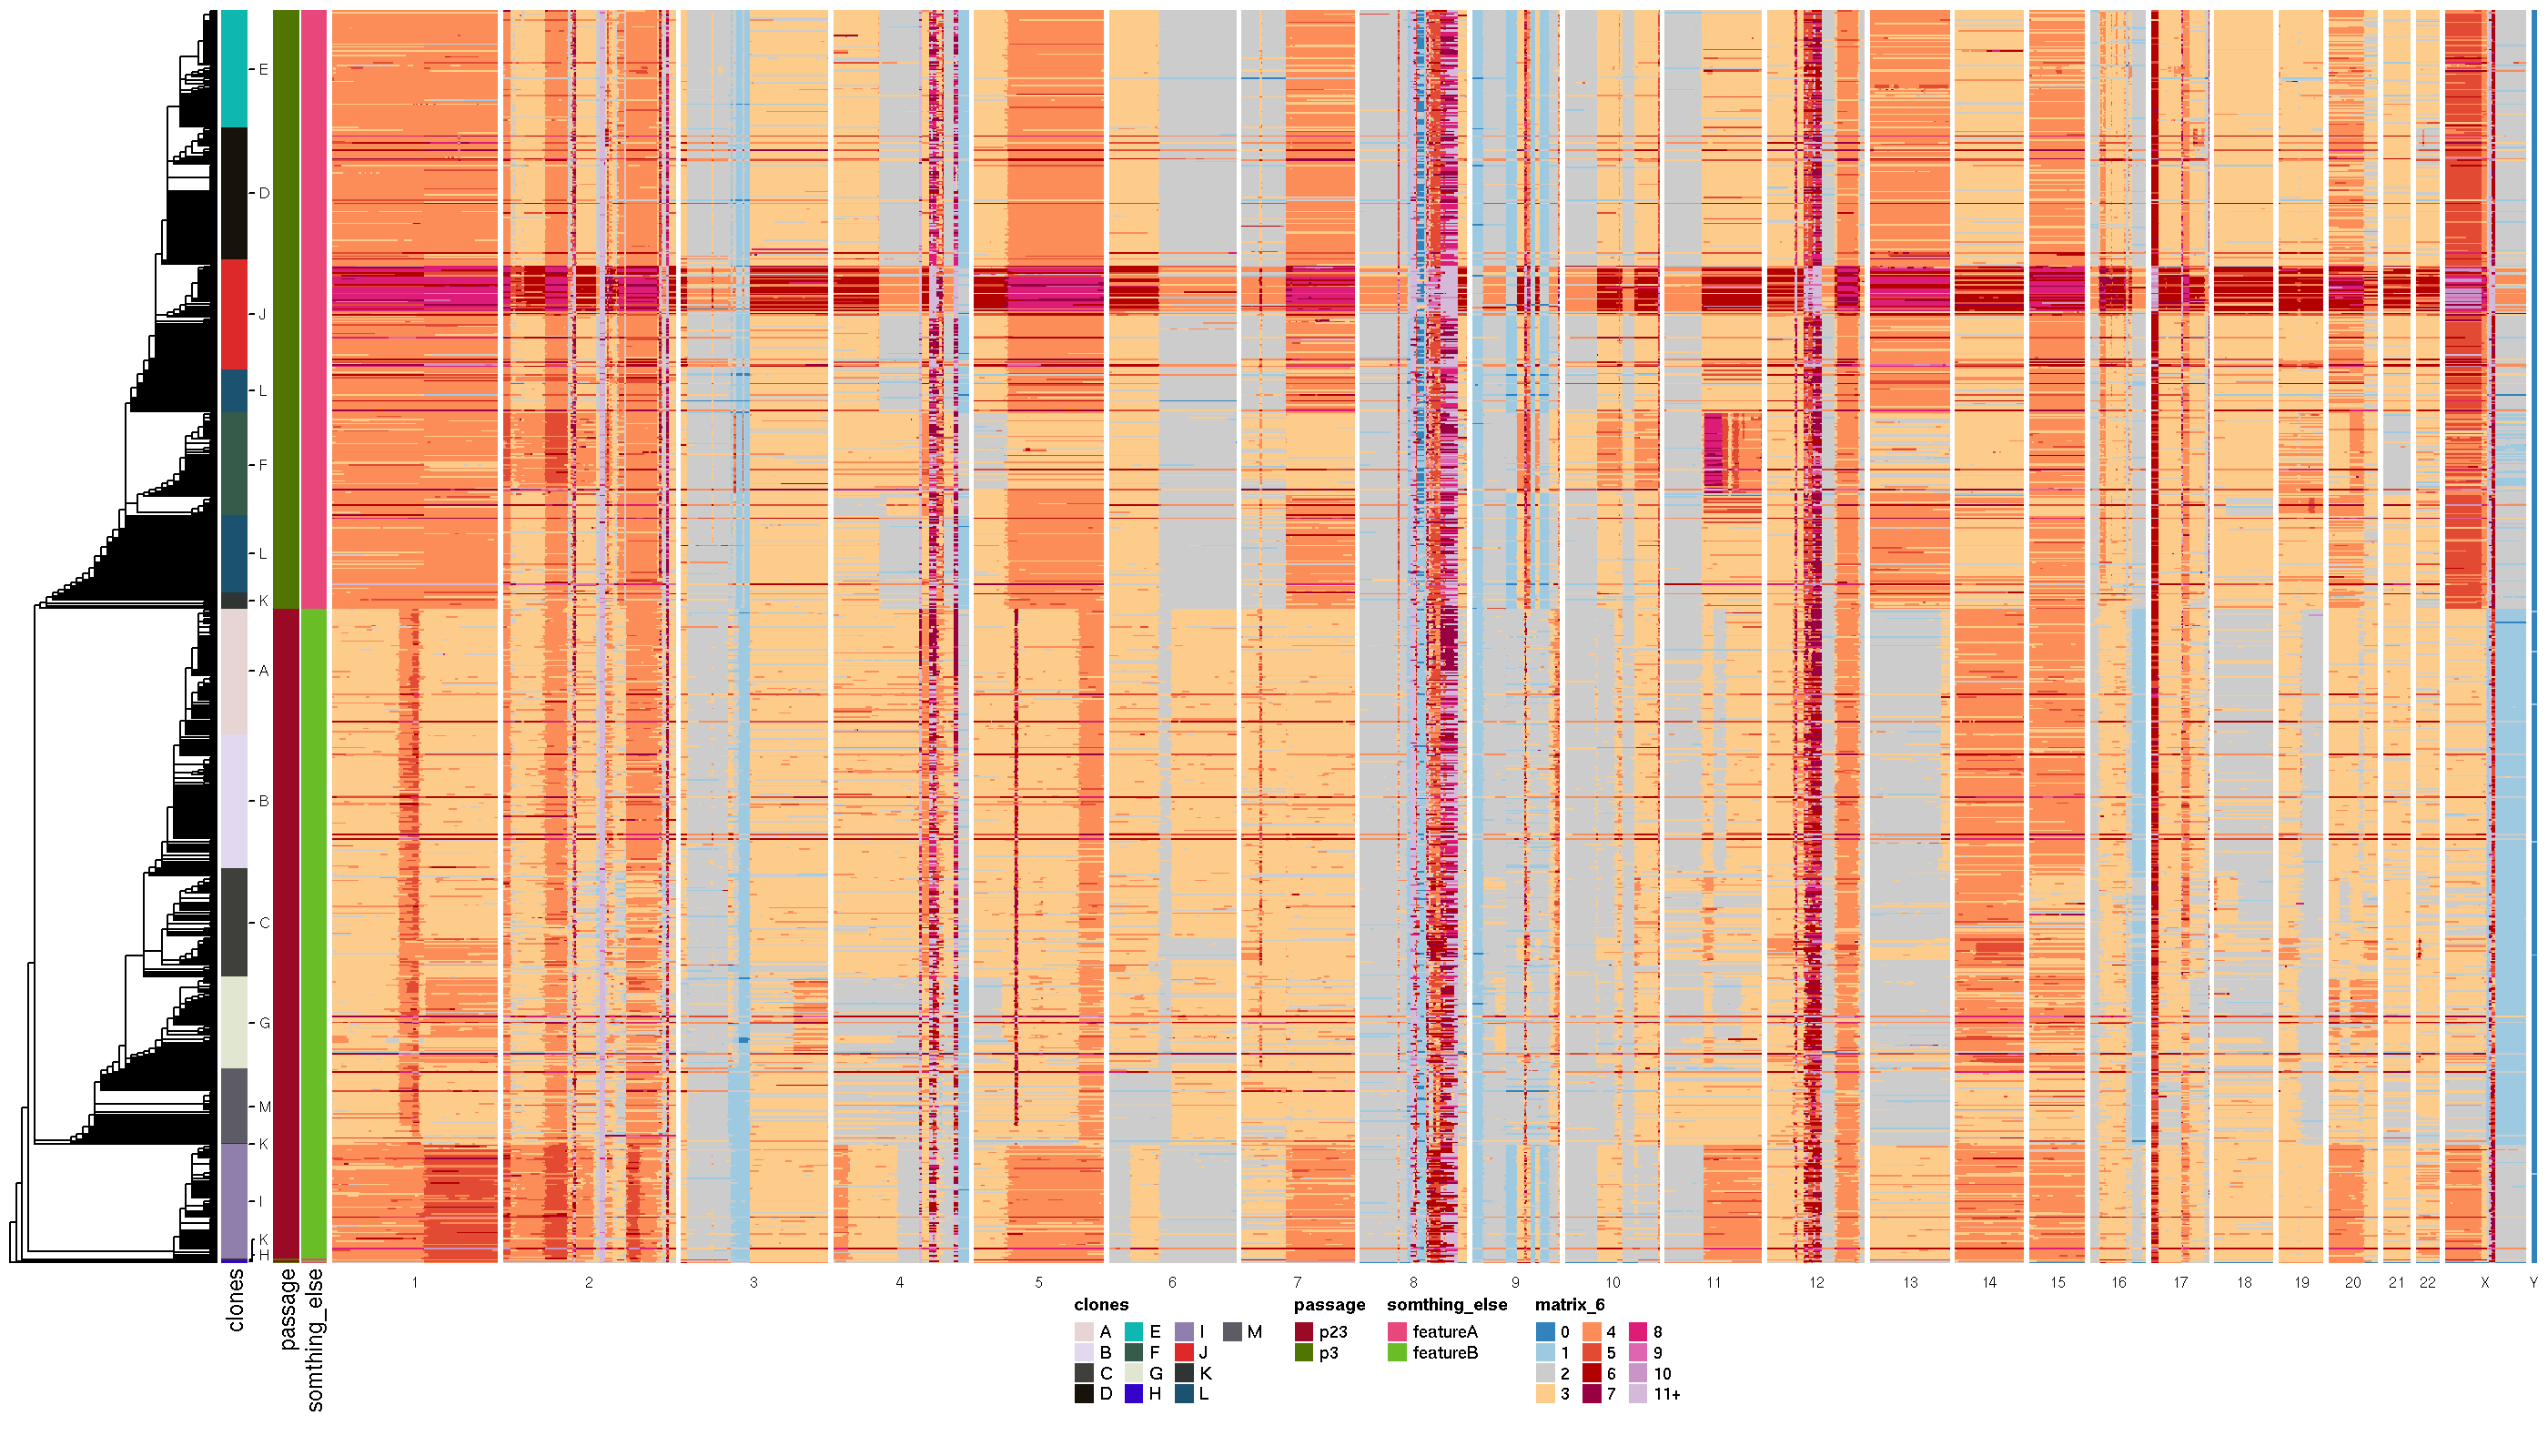 E
D
J
L
F
L
K
A
B
C
G
M
K
I
K
H
clones
passage
somthing_else
1 2 3 4 5 6 7 8 9 10 11 12 13 14 15 16 17 18 19 20 21 22 X Y
clones passage somthing_else matrix_6
A E I M p23 featureA 0 4 8
B F J p3 featureB 1 5 9
C G K 2 6 10
D H L 3 7 11+